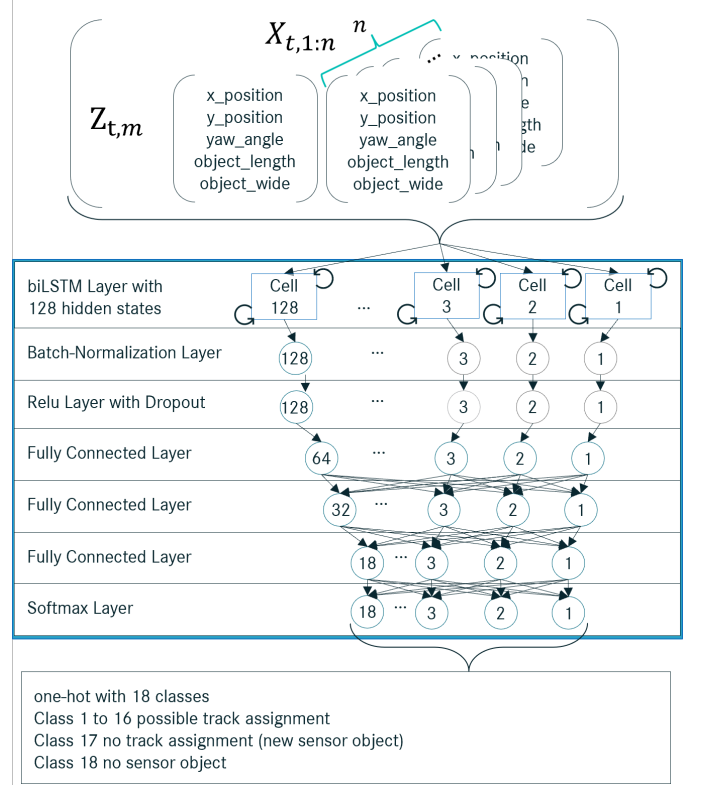 X_{t,1:n} n
Z_{t,m}
x_position
y_position
yaw_angle
object_length
object_wide
x_position
y_position
yaw_angle
object_length
object_wide
... x_position
n
e
gth
de
n
n
biLSTM Layer with
128 hidden states
Cell
128
...
Cell
3
Cell
2
Cell
1
Batch-Normalization Layer
128 ... 3 2 1
Relu Layer with Dropout
128 ... 3 2 1
Fully Connected Layer
64 ... 3 2 1
Fully Connected Layer
32 ... 3 2 1
Fully Connected Layer
18 ... 3 2 1
Softmax Layer
18 ... 3 2 1
one-hot with 18 classes
Class 1 to 16 possible track assignment
Class 17 no track assignment (new sensor object)
Class 18 no sensor object